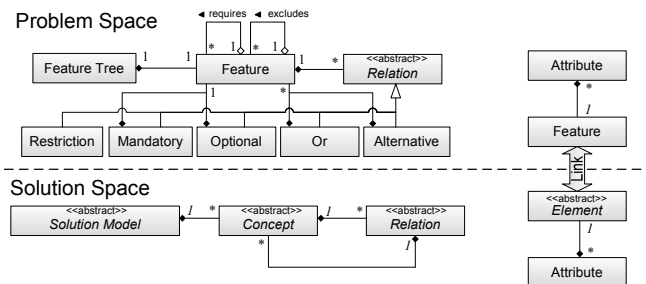 ◄ requires ◄ excludes
Problem Space
1 * 1 * 1
Feature Tree
1 1
Feature
1 *
<<abstract>>
Relation
1 *
Restriction
Mandatory
Optional
Or
Alternative
Attribute
*
1
Feature
Link
Solution Space
<<abstract>>
Solution Model
1 *
<<abstract>>
Concept
1 *
<<abstract>>
Relation
* 1
<<abstract>>
Element
1
*
Attribute